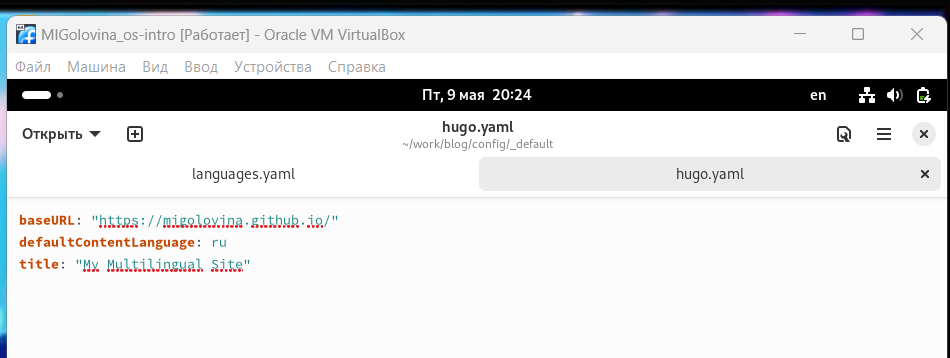 MIGolovina_os-intro [Работает] - Oracle VM VirtualBox
Файл Машина Вид Ввод Устройства Справка
Пт, 9 мая 20:24 en
Открыть hugo.yaml
~/work/blog/config/_default
languages.yaml hugo.yaml
baseURL: "https://migolovina.github.io/"
defaultContentLanguage: ru
title: "My Multilingual Site"